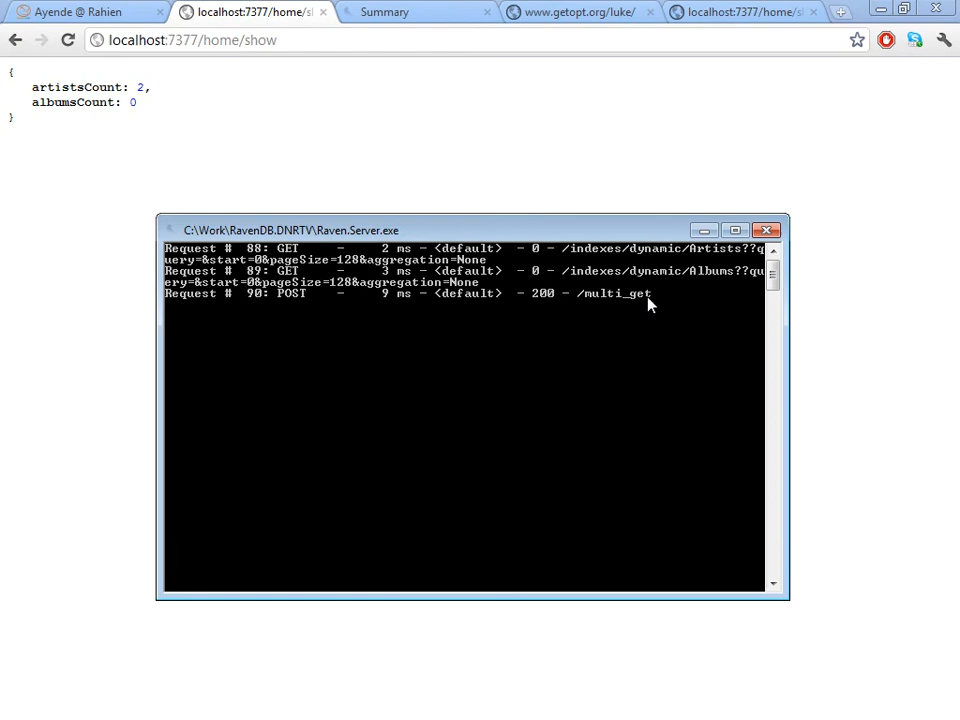 Ayende @ Rahien
localhost:7377/home/sl
Summary
www.getopt.org/luke/
localhost:7377/home/sl
localhost:7377/home/show
{
artistsCount: 2,
albumsCount: 0
}
C:\Work\RavenDB.DNRTV\Raven.Server.exe
Request #  88: GET     -     2 ms - <default>  - 0 - /indexes/dynamic/Artists??qu
uery=&start=0&pageSize=128&aggregation=None
Request #  89: GET     -     3 ms - <default>  - 0 - /indexes/dynamic/Albums??qu
ery=&start=0&pageSize=128&aggregation=None
Request #  90: POST    -     9 ms - <default>  - 200 - /multi_get